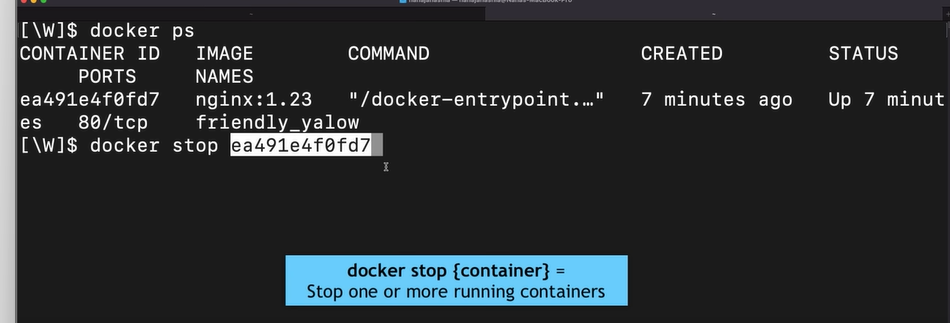 [\W]$ docker ps
CONTAINER ID   IMAGE        COMMAND                  CREATED         STATUS
     PORTS     NAMES
ea491e4f0fd7   nginx:1.23   "/docker-entrypoint.…"   7 minutes ago   Up 7 minut
es   80/tcp    friendly_yalow
[\W]$ docker stop ea491e4f0fd7
docker stop {container} =
Stop one or more running containers